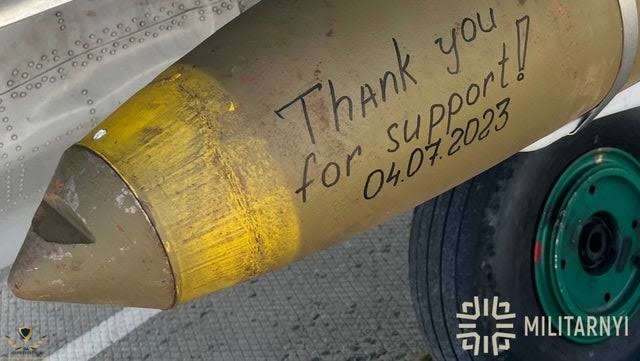 Thank you
for support!
04.07.2023
MILITARNYI